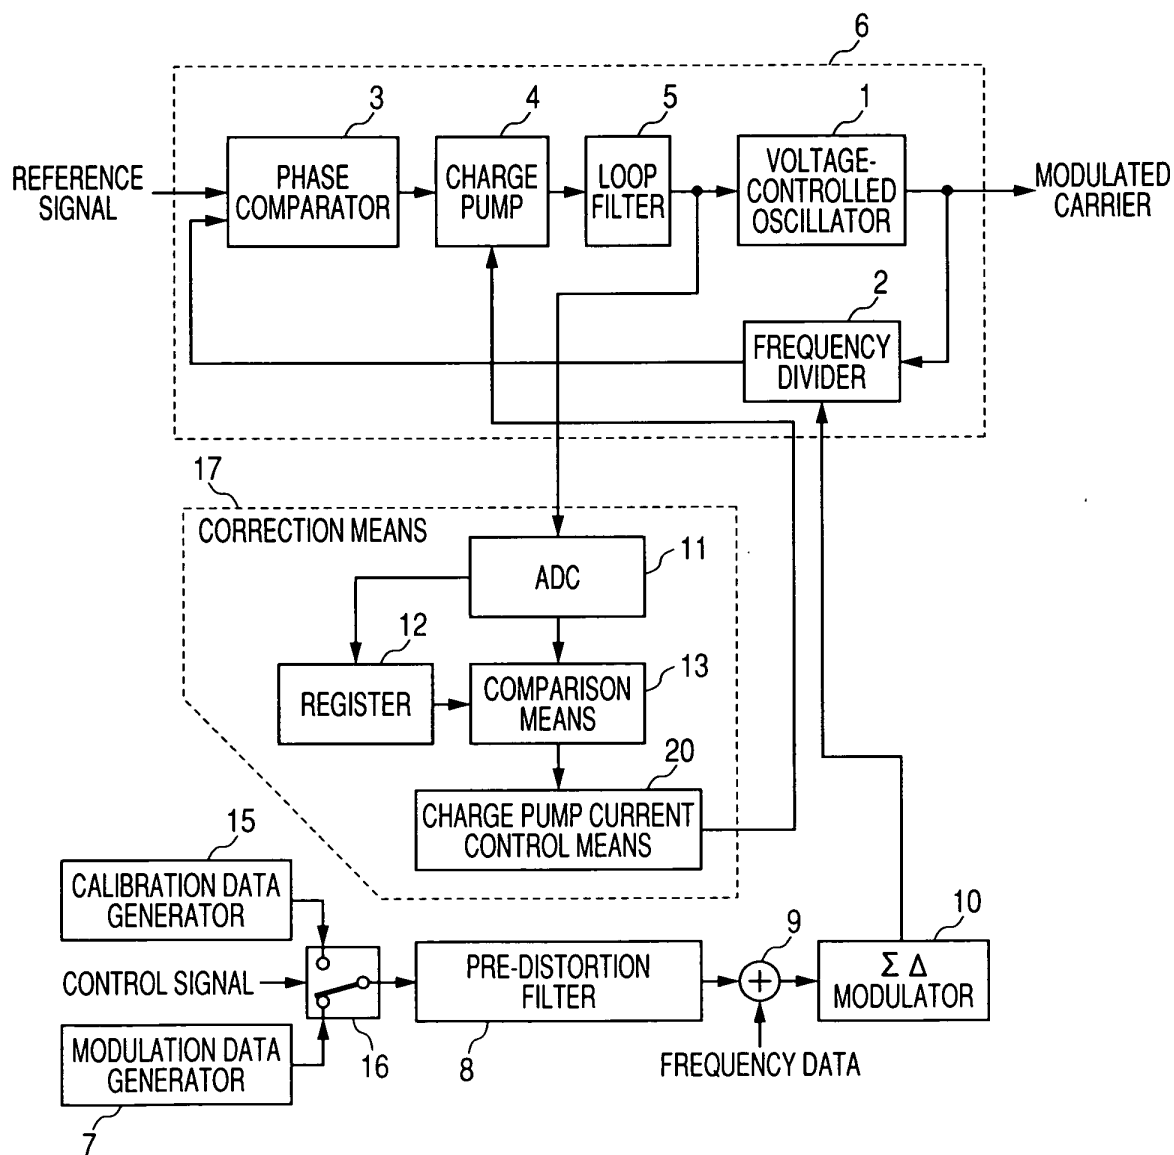 6
3
4
5
1
REFERENCE
SIGNAL
PHASE
COMPARATOR
CHARGE
PUMP
LOOP
FILTER
VOLTAGE-
CONTROLLED
OSCILLATOR
MODULATED
CARRIER
2
FREQUENCY
DIVIDER
17
CORRECTION MEANS
ADC
11
12
REGISTER
COMPARISON
MEANS
13
20
CHARGE PUMP CURRENT
CONTROL MEANS
15
CALIBRATION DATA
GENERATOR
CONTROL SIGNAL
MODULATION DATA
GENERATOR
7
16
PRE-DISTORTION
FILTER
8
9
+
FREQUENCY DATA
10
Σ Δ
MODULATOR